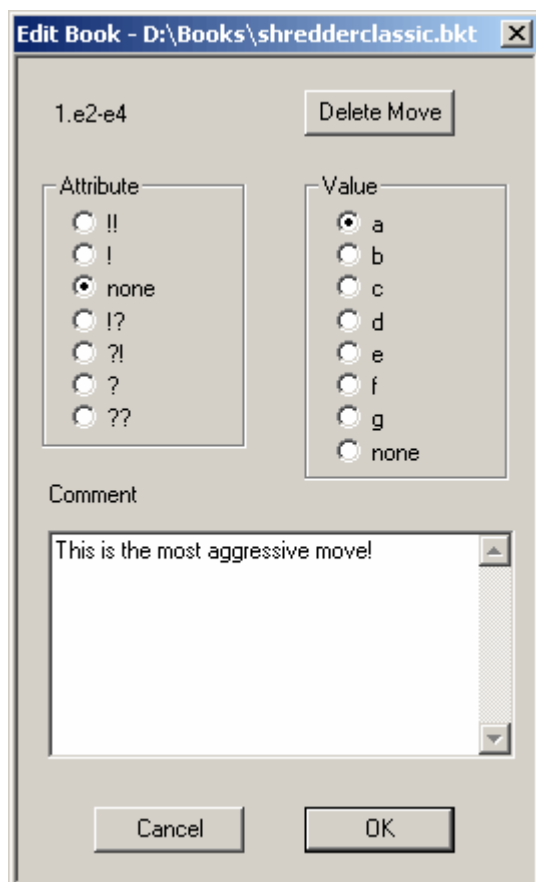 Edit Book - D:\Books\shredderclassic.bkt
1.e2-e4
Delete Move
Attribute
!!
!
none
!?
?!
?
??
Value
a
b
c
d
e
f
g
none
Comment
This is the most aggressive move!
Cancel
OK